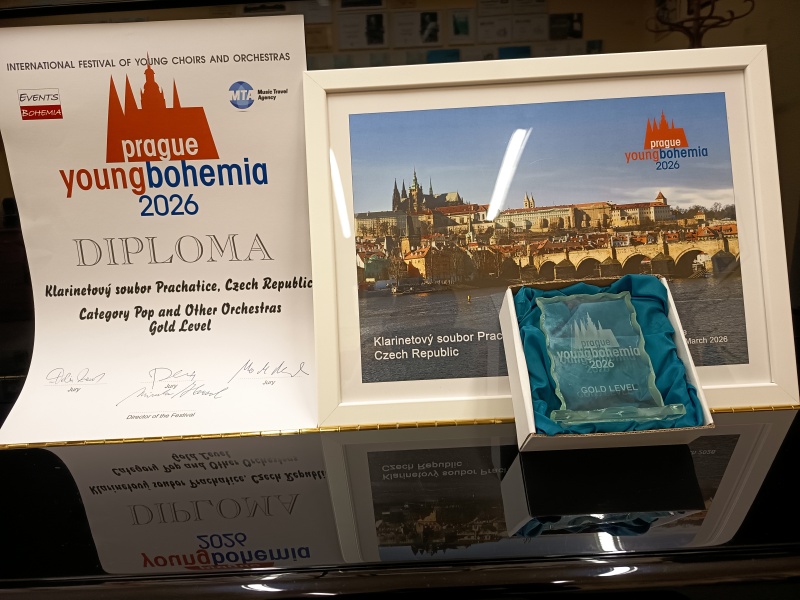 INTERNATIONAL FESTIVAL OF YOUNG CHOIRS AND ORCHESTRAS
EVENTS
BOHEMIA
MTA Music Travel
Agency
prague
youngbohemia
2026
DIPLOMA
Klarinetový soubor Prachatice, Czech Republic
Category Pop and Other Orchestras
Gold Level
Jury
Jury
Jury
Director of the Festival
prague
youngbohemia
2026
Klarinetový soubor Prac
Czech Republic
March 2026
prague
youngbohemia
2026
GOLD LEVEL